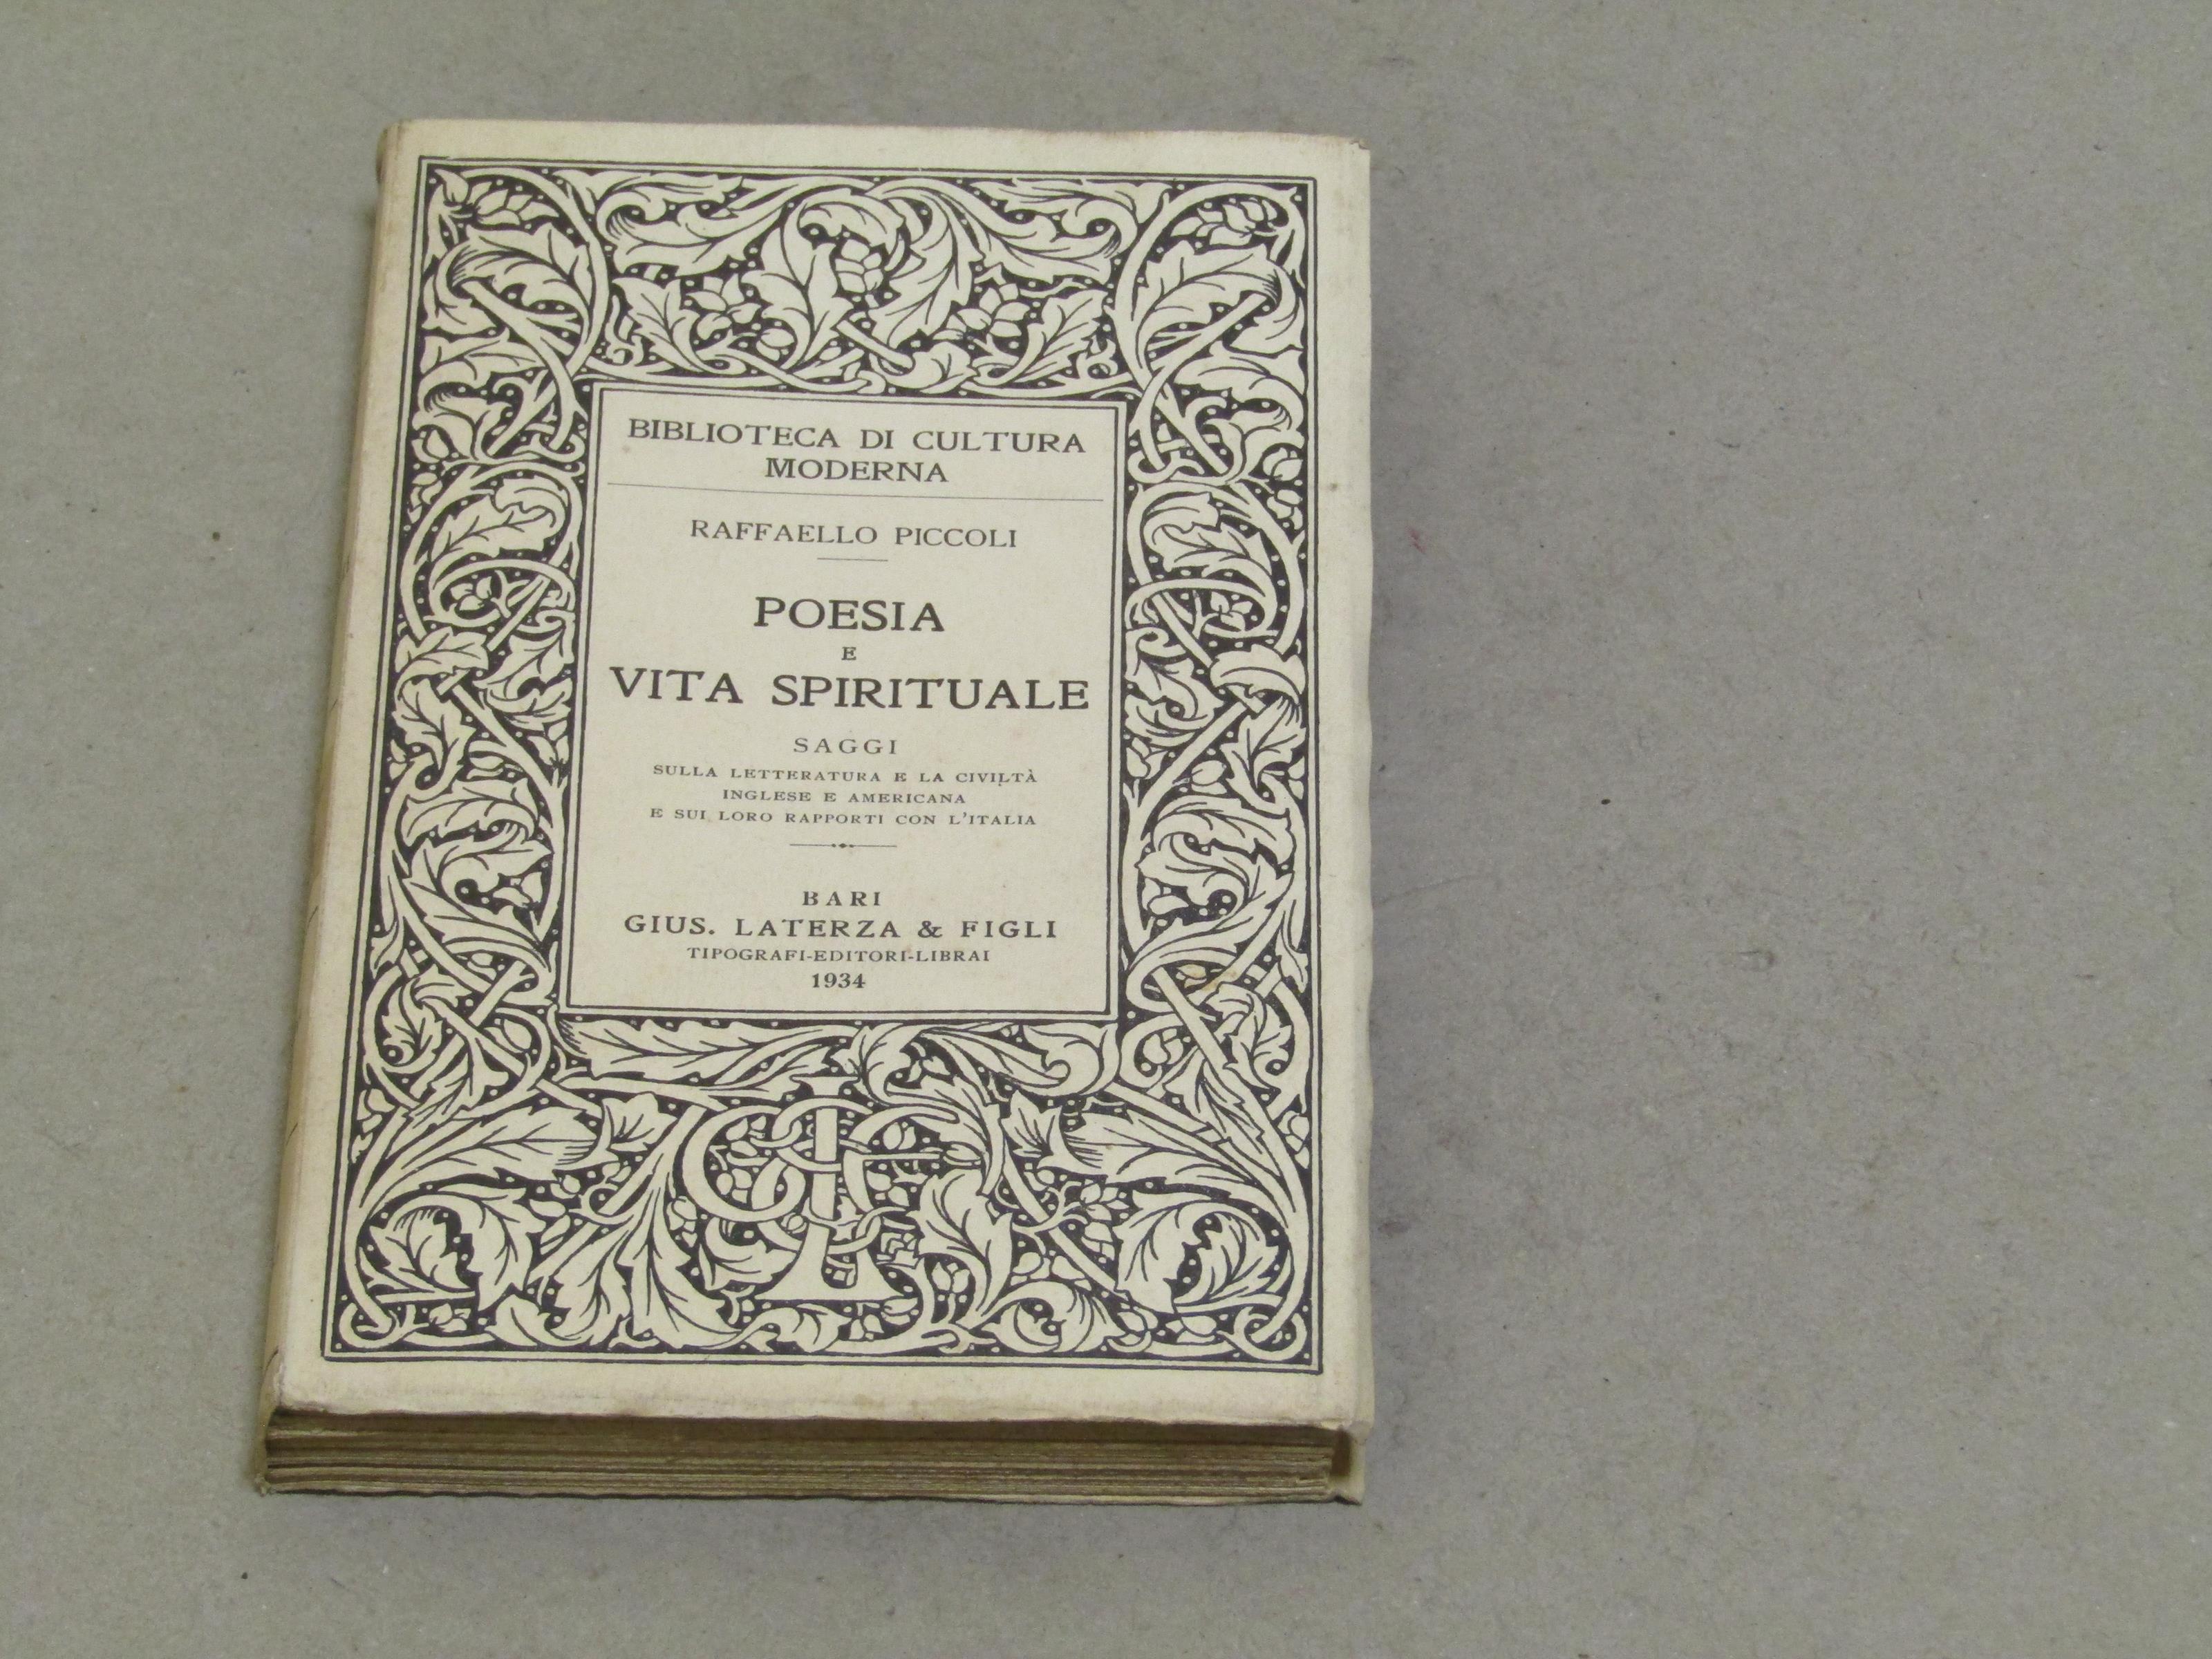 BIBLIOTECA DI CULTURA
MODERNA
RAFFAELLO PICCOLI
POESIA
E
VITA SPIRITUALE
SAGGI
SULLA LETTERATURA E LA CIVILTÀ
INGLESE E AMERICANA
E SUI LORO RAPPORTI CON L'ITALIA
BARI
GIUS. LATERZA & FIGLI
TIPOGRAFI-EDITORI-LIBRAI
1934